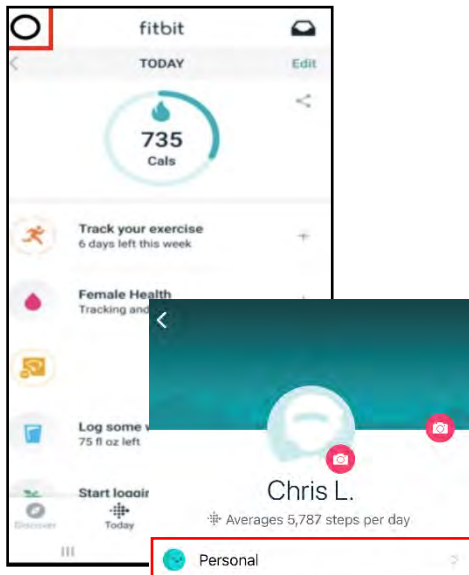 fitbit
TODAY
Edit
735
Cals
Track your exercise
6 days left this week
Female Health
Tracking and
Log some
75 fl oz left
Start loggin
Discover
Today
Chris L.
Averages 5,787 steps per day
Personal